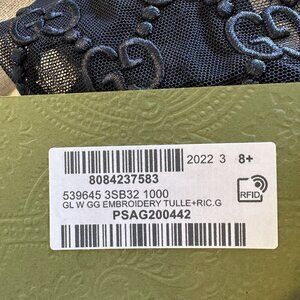 2022 3 8+
8084237583
539645 3SB32 1000
GL W GG EMBROIDERY TULLE+RIC.G
RFID
PSAG200442